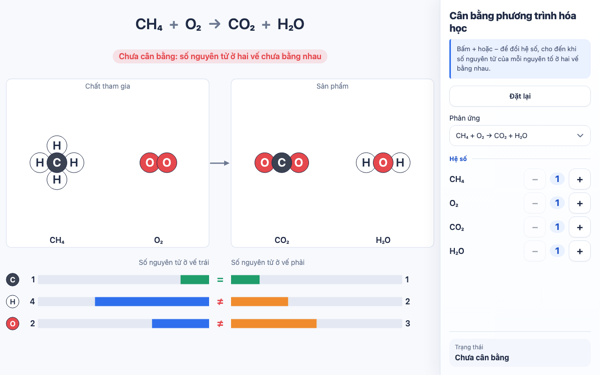 CH₄ + O₂ → CO₂ + H₂O
Chưa cân bằng: số nguyên tử ở hai vế chưa bằng nhau
Chất tham gia
Sản phẩm
H
H C H
H
O O
O C O
H O H
CH₄
O₂
CO₂
H₂O
Số nguyên tử ở vế trái
Số nguyên tử ở vế phải
C 1 = 1
H 4 ≠ 2
O 2 ≠ 3
Cân bằng phương trình hóa
học
Bấm + hoặc − để đổi hệ số, cho đến khi
số nguyên tử của mỗi nguyên tố ở hai vế
bằng nhau.
Đặt lại
Phản ứng
CH₄ + O₂ → CO₂ + H₂O
Hệ số
CH₄ − 1 +
O₂ − 1 +
CO₂ − 1 +
H₂O − 1 +
Trạng thái
Chưa cân bằng